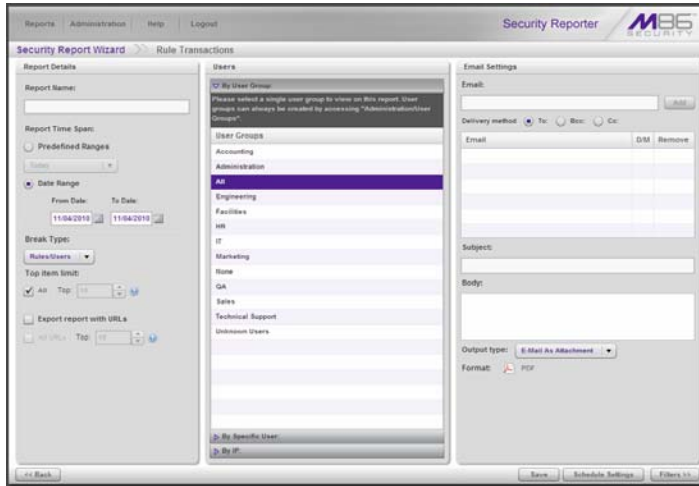 Reports Administration Help Logout
Security Reporter
M86 SECURITY
Security Report Wizard Rule Transactions
Report Details
Report Name:
Report Time Span:
Predefined Ranges
Today
Date Range
From Date: To Date:
11/04/2010 11/04/2010
Break Type:
Rules/Users
Top item limit:
All Top:
Export report with URLs
All URLs Top:
Users
By User Group:
Please select a single user group to view on this report. User
groups can always be created by accessing "Administration/User
Groups".
User Groups
Accounting
Administration
All
Engineering
Facilities
HR
IT
Marketing
None
QA
Sales
Technical Support
Unknown Users
By Specific User:
By IP:
Email Settings
Email:
Add
Delivery method To: Bcc: Cc:
Email D/M Remove
Subject:
Body:
Output type: E-Mail As Attachment
Format: PDF
<< Back
Save Schedule Settings Filters >>